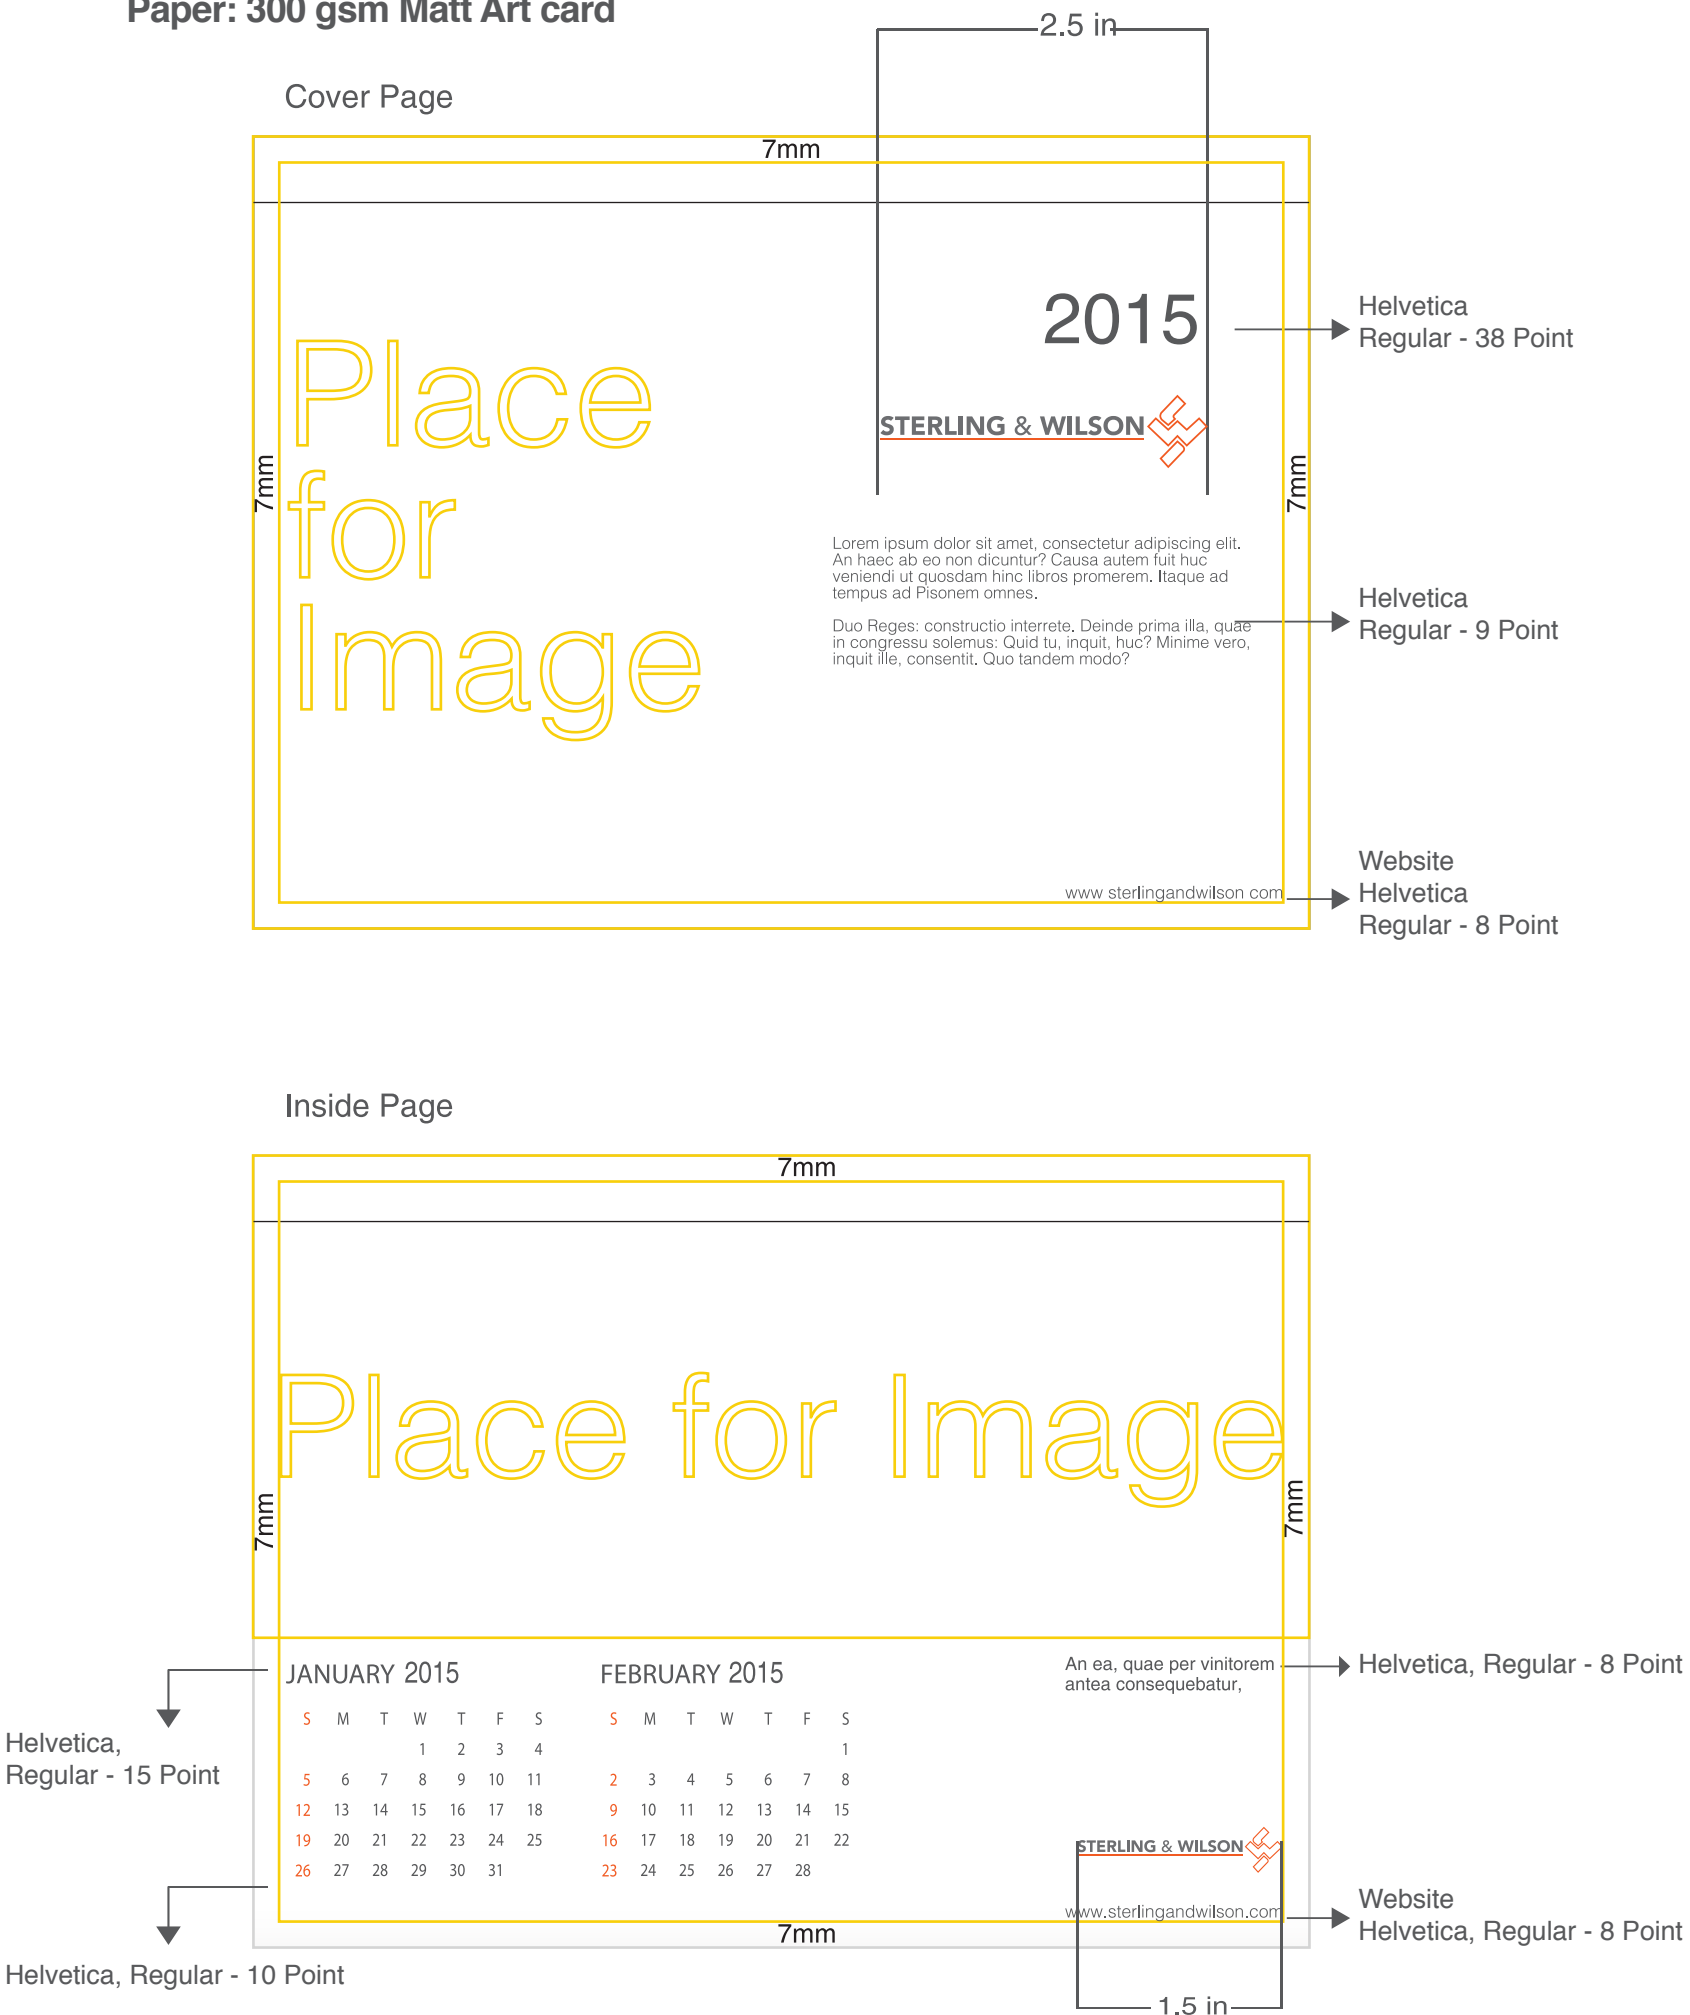 Paper: 300 gsm Matt Art card
2.5 in
Cover Page
7mm
2015
Helvetica
Regular - 38 Point
Place
for
Image
STERLING & WILSON
7mm
7mm
Lorem ipsum dolor sit amet, consectetur adipiscing elit.
An haec ab eo non dicuntur? Causa autem fuit huc
veniendi ut quosdam hinc libros promerem. Itaque ad
tempus ad Pisonem omnes.
Duo Reges: constructio interrete. Deinde prima illa, quae
in congressu solemus: Quid tu, inquit, huc? Minime vero,
inquit ille, consentit. Quo tandem modo?
Helvetica
Regular - 9 Point
www sterlingandwilson com
Website
Helvetica
Regular - 8 Point
Inside Page
7mm
Place for Image
7mm
7mm
JANUARY 2015
S M T W T F S
1 2 3 4
5 6 7 8 9 10 11
12 13 14 15 16 17 18
19 20 21 22 23 24 25
26 27 28 29 30 31
FEBRUARY 2015
S M T W T F S
1
2 3 4 5 6 7 8
9 10 11 12 13 14 15
16 17 18 19 20 21 22
23 24 25 26 27 28
An ea, quae per vinitorem
antea consequebatur,
Helvetica, Regular - 8 Point
Helvetica,
Regular - 15 Point
STERLING & WILSON
www.sterlingandwilson.com
Website
Helvetica, Regular - 8 Point
7mm
Helvetica, Regular - 10 Point
1.5 in